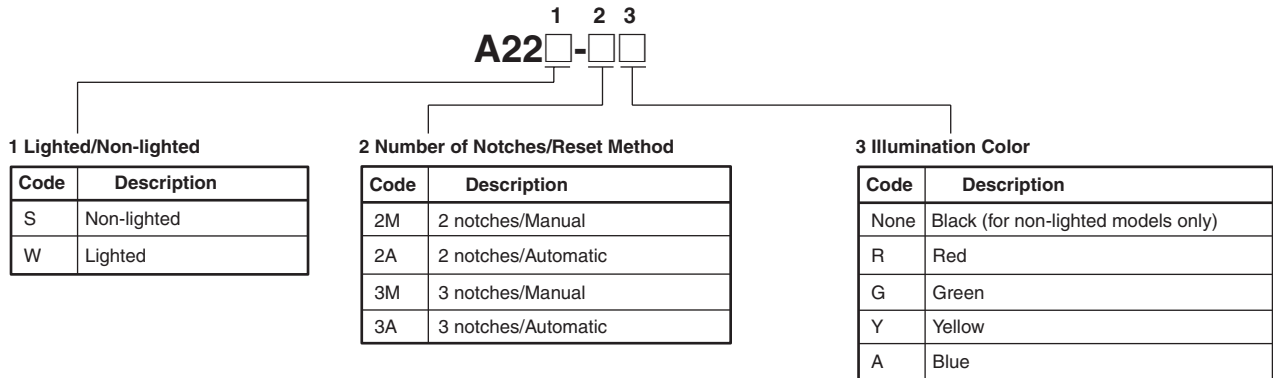 1 2 3
A22□-□□
1 Lighted/Non-lighted
Code Description
S Non-lighted
W Lighted
2 Number of Notches/Reset Method
Code Description
2M 2 notches/Manual
2A 2 notches/Automatic
3M 3 notches/Manual
3A 3 notches/Automatic
3 Illumination Color
Code Description
None Black (for non-lighted models only)
R Red
G Green
Y Yellow
A Blue